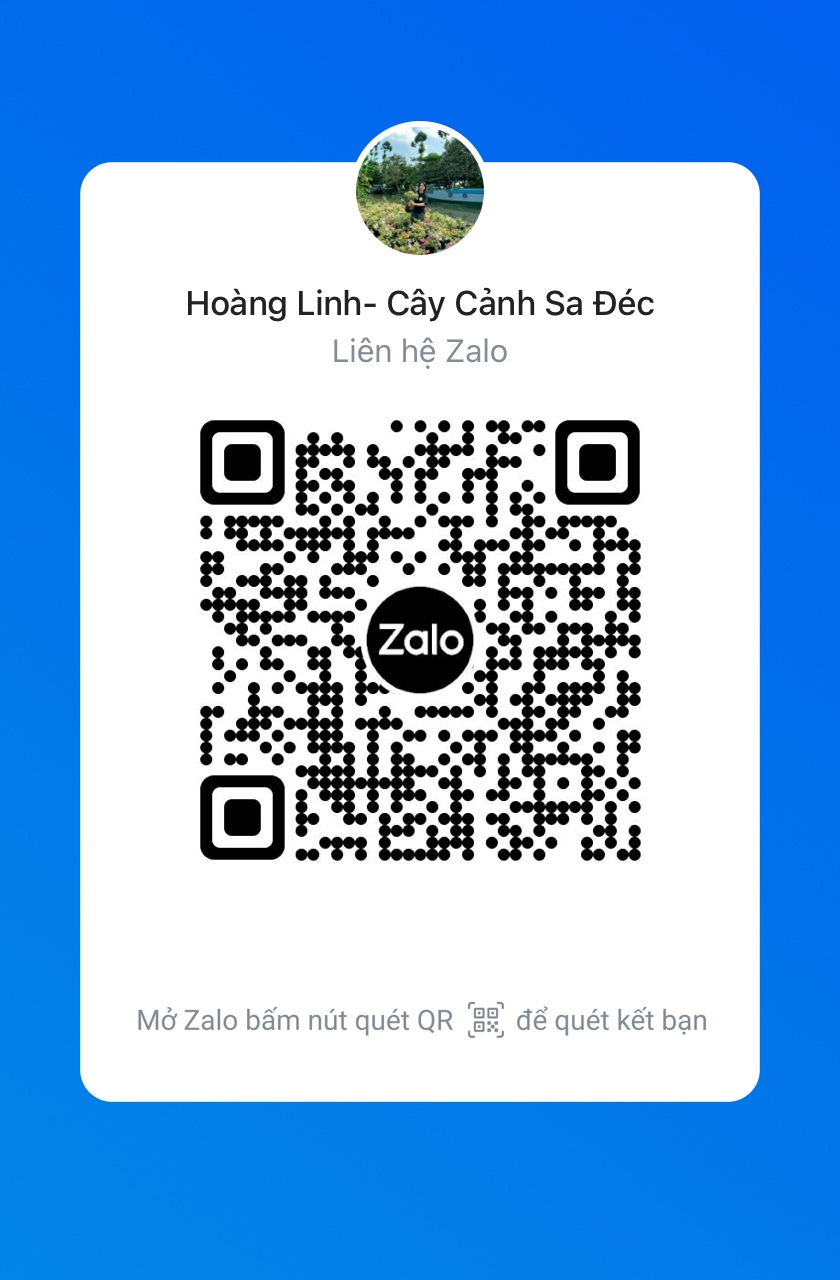 Hoàng Linh- Cây Cảnh Sa Đéc
Liên hệ Zalo
Zalo
Mở Zalo bấm nút quét QR để quét kết bạn